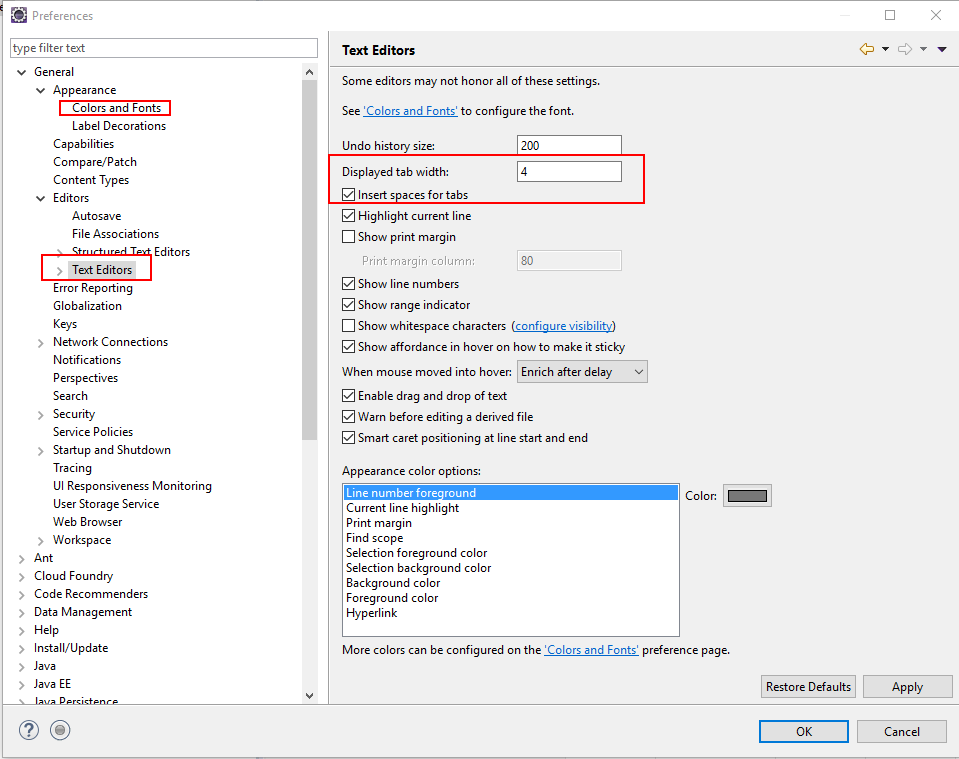 Preferences
type filter text
General
Appearance
Colors and Fonts
Label Decorations
Capabilities
Compare/Patch
Content Types
Editors
Autosave
File Associations
Structured Text Editors
Text Editors
Error Reporting
Globalization
Keys
Network Connections
Notifications
Perspectives
Search
Security
Service Policies
Startup and Shutdown
Tracing
UI Responsiveness Monitoring
User Storage Service
Web Browser
Workspace
Ant
Cloud Foundry
Code Recommenders
Data Management
Help
Install/Update
Java
Java EE
Java Persistence
Text Editors
Some editors may not honor all of these settings.
See 'Colors and Fonts' to configure the font.
Undo history size: 200
Displayed tab width: 4
Insert spaces for tabs
Highlight current line
Show print margin
Print margin column: 80
Show line numbers
Show range indicator
Show whitespace characters (configure visibility)
Show affordance in hover on how to make it sticky
When mouse moved into hover: Enrich after delay
Enable drag and drop of text
Warn before editing a derived file
Smart caret positioning at line start and end
Appearance color options:
Line number foreground
Current line highlight
Print margin
Find scope
Selection foreground color
Selection background color
Background color
Foreground color
Hyperlink
Color:
More colors can be configured on the 'Colors and Fonts' preference page.
Restore Defaults Apply
? OK Cancel